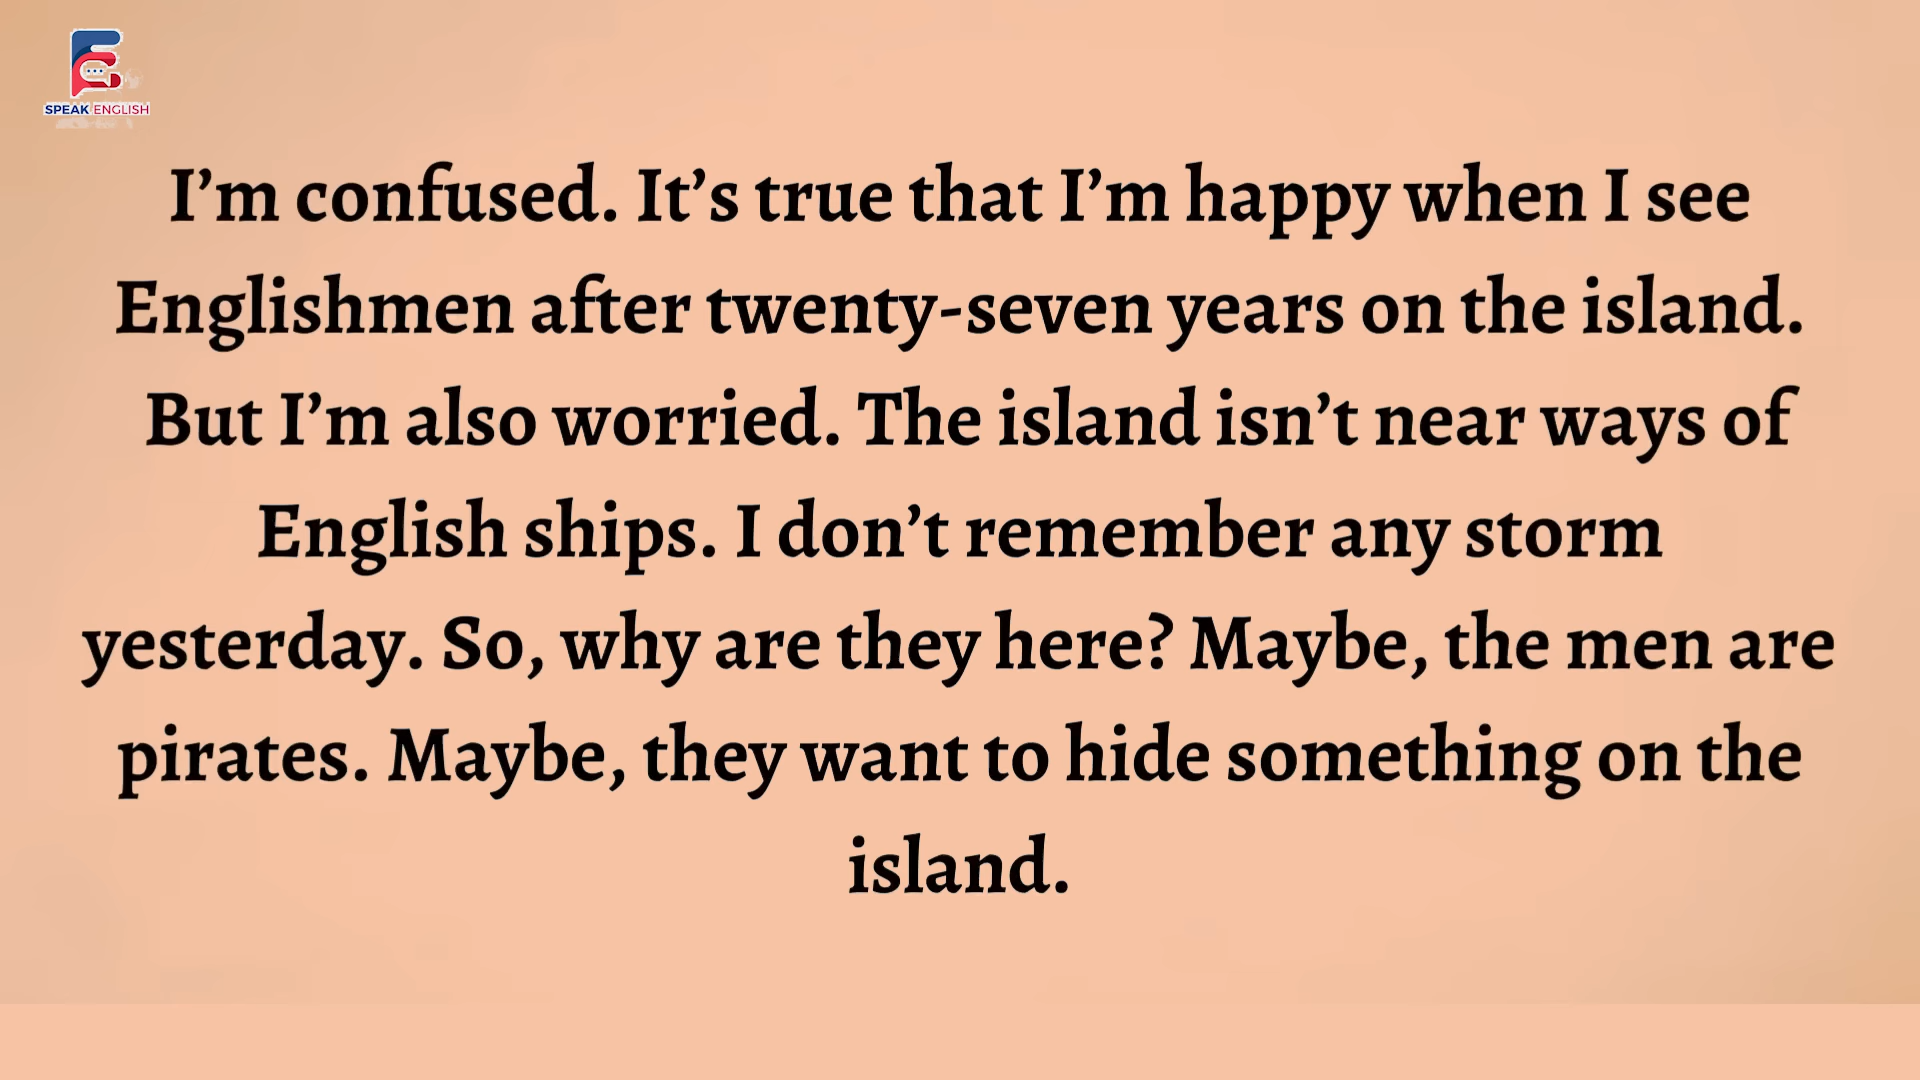 SPEAK ENGLISH
I’m confused. It’s true that I’m happy when I see
Englishmen after twenty-seven years on the island.
But I’m also worried. The island isn’t near ways of
English ships. I don’t remember any storm
yesterday. So, why are they here? Maybe, the men are
pirates. Maybe, they want to hide something on the
island.